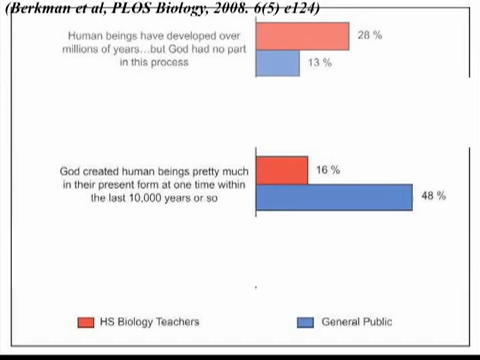 (Berkman et al, PLOS Biology, 2008. 6(5) e124)
Human beings have developed over
millions of years...but God had no part
in this process
28 %
13 %
God created human beings pretty much
in their present form at one time within
the last 10,000 years or so
16 %
48 %
HS Biology Teachers
General Public